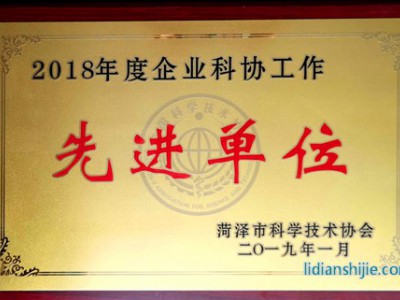 2018年度企业科协工作
先进单位
菏泽市科学技术协会
二〇一九年一月
lidianshijie.com